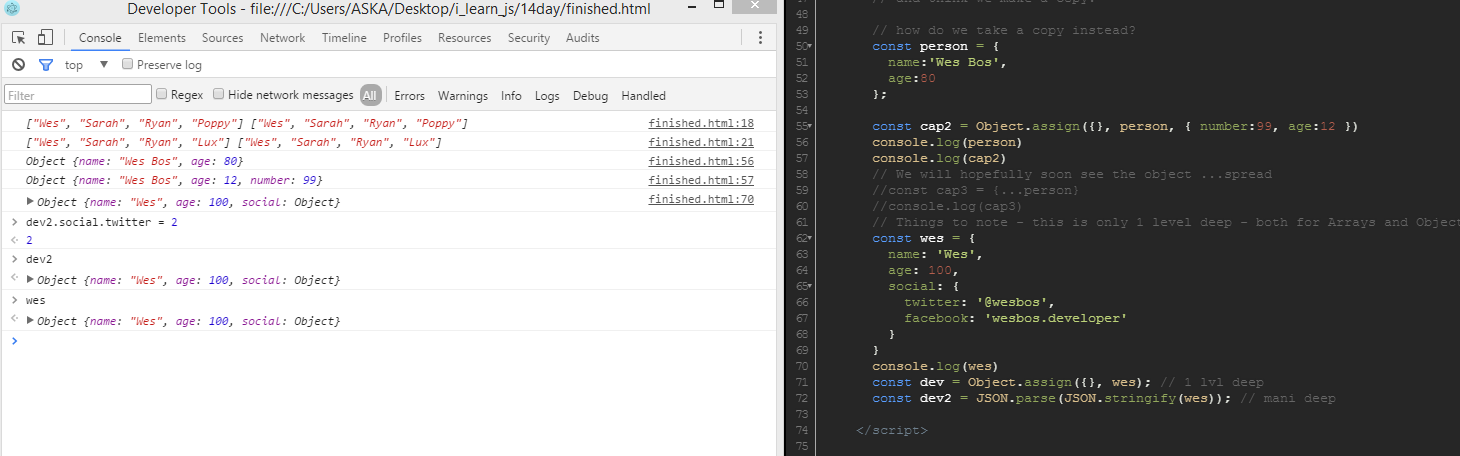 Developer Tools - file:///C:/Users/ASKA/Desktop/i_learn_js/14day/finished.html
Console Elements Sources Network Timeline Profiles Resources Security Audits
top ▼ Preserve log
Filter Regex Hide network messages All Errors Warnings Info Logs Debug Handled
["Wes", "Sarah", "Ryan", "Poppy"] ["Wes", "Sarah", "Ryan", "Poppy"] finished.html:18
["Wes", "Sarah", "Ryan", "Lux"] ["Wes", "Sarah", "Ryan", "Lux"] finished.html:21
Object {name: "Wes Bos", age: 80} finished.html:56
Object {name: "Wes Bos", age: 12, number: 99} finished.html:57
▶ Object {name: "Wes", age: 100, social: Object} finished.html:70
> dev2.social.twitter = 2
2
> dev2
▶ Object {name: "Wes", age: 100, social: Object}
> wes
▶ Object {name: "Wes", age: 100, social: Object}
>
48
49 // how do we take a copy instead?
50 const person = {
51 name:'Wes Bos',
52 age:80
53 };
54
55 const cap2 = Object.assign({}, person, { number:99, age:12 })
56 console.log(person)
57 console.log(cap2)
58 // We will hopefully soon see the object ...spread
59 //const cap3 = {...person}
60 //console.log(cap3)
61 // Things to note - this is only 1 level deep - both for Arrays and Object
62 const wes = {
63 name: 'Wes',
64 age: 100,
65 social: {
66 twitter: '@wesbos',
67 facebook: 'wesbos.developer'
68 }
69 }
70 console.log(wes)
71 const dev = Object.assign({}, wes); // 1 lvl deep
72 const dev2 = JSON.parse(JSON.stringify(wes)); // mani deep
73
74 </script>
75